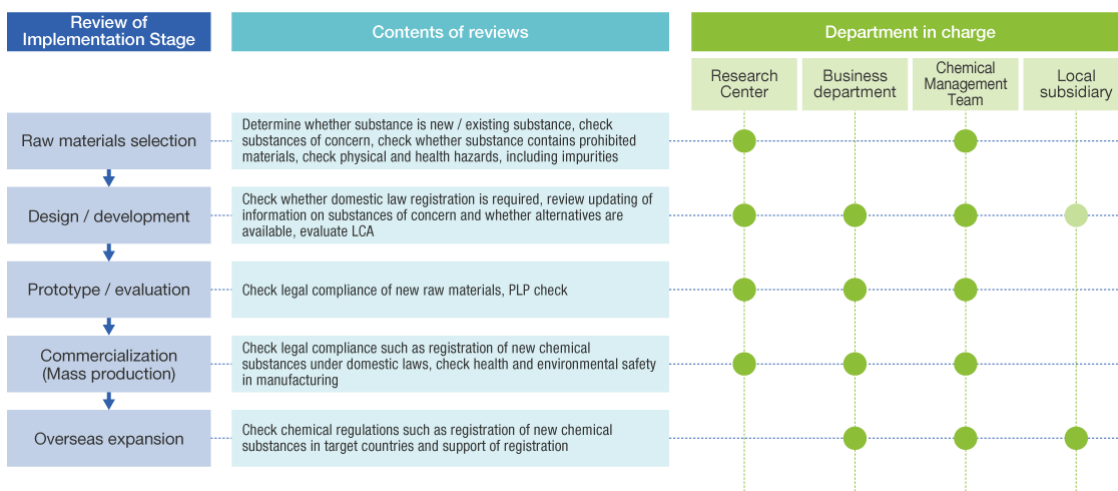 Review of
Implementation Stage
Contents of reviews
Department in charge
Research
Center
Business
department
Chemical
Management
Team
Local
subsidiary
Raw materials selection
Determine whether substance is new / existing substance, check
substances of concern, check whether substance contains prohibited
materials, check physical and health hazards, including impurities
Design / development
Check whether domestic law registration is required, review updating of
information on substances of concern and whether alternatives are
available, evaluate LCA
Prototype / evaluation
Check legal compliance of new raw materials, PLP check
Commercialization
(Mass production)
Check legal compliance such as registration of new chemical
substances under domestic laws, check health and environmental safety
in manufacturing
Overseas expansion
Check chemical regulations such as registration of new chemical
substances in target countries and support of registration